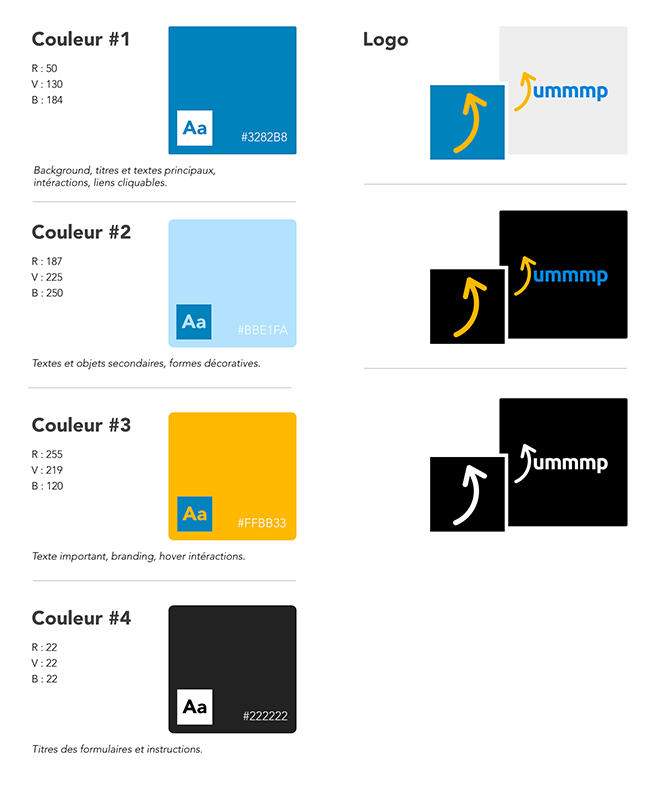 Couleur #1
R : 50
V : 130
B : 184
Aa
#3282B8
Background, titres et textes principaux,
intéractions, liens cliquables.
Couleur #2
R : 187
V : 225
B : 250
Aa
#BBE1FA
Textes et objets secondaires, formes décoratives.
Couleur #3
R : 255
V : 219
B : 120
Aa
#FFBB33
Texte important, branding, hover intéractions.
Couleur #4
R : 22
V : 22
B : 22
Aa
#222222
Titres des formulaires et instructions.
Logo
ummmp
ummmp
ummmp